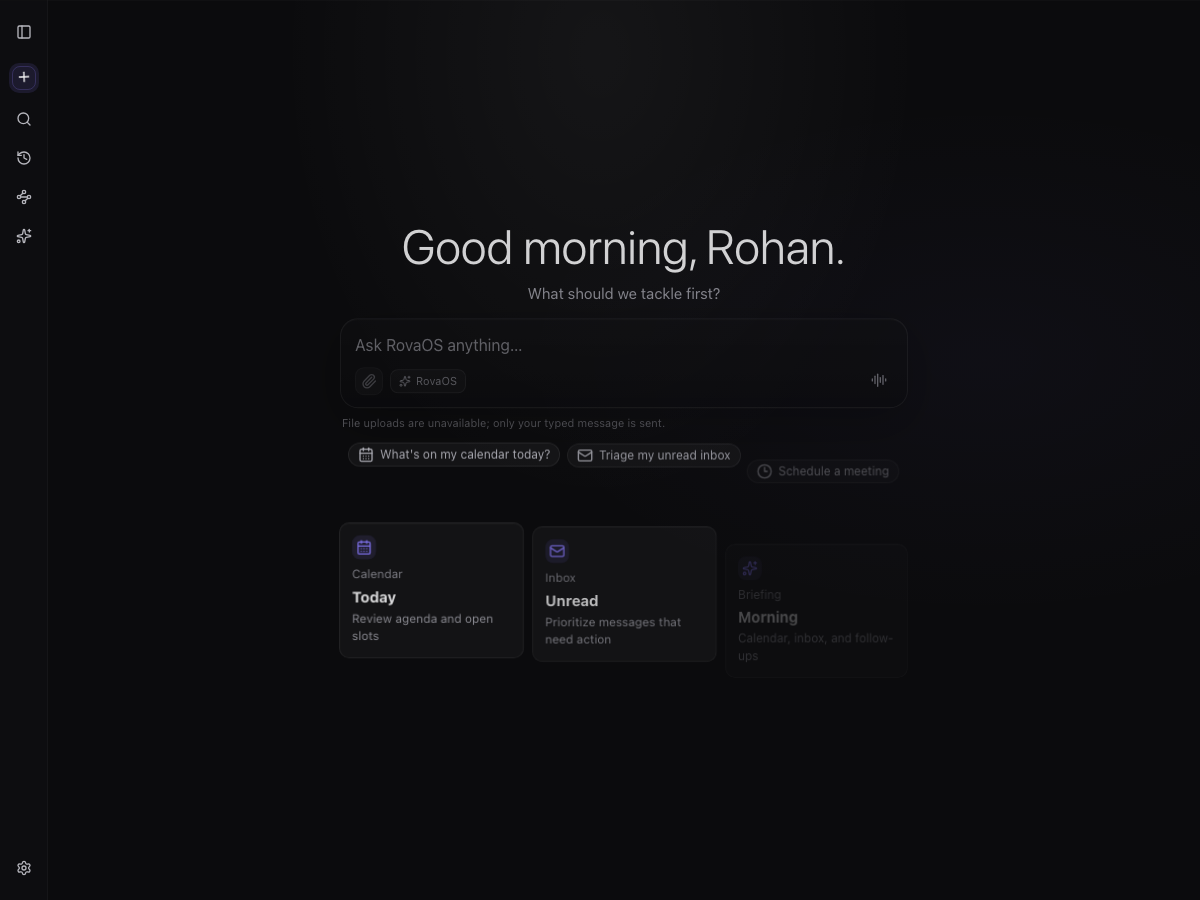 Good morning, Rohan.
What should we tackle first?
Ask RovaOS anything...
RovaOS
File uploads are unavailable; only your typed message is sent.
What's on my calendar today?
Triage my unread inbox
Schedule a meeting
Calendar
Today
Review agenda and open
slots
Inbox
Unread
Prioritize messages that
need action
Briefing
Morning
Calendar, inbox, and follow-
ups